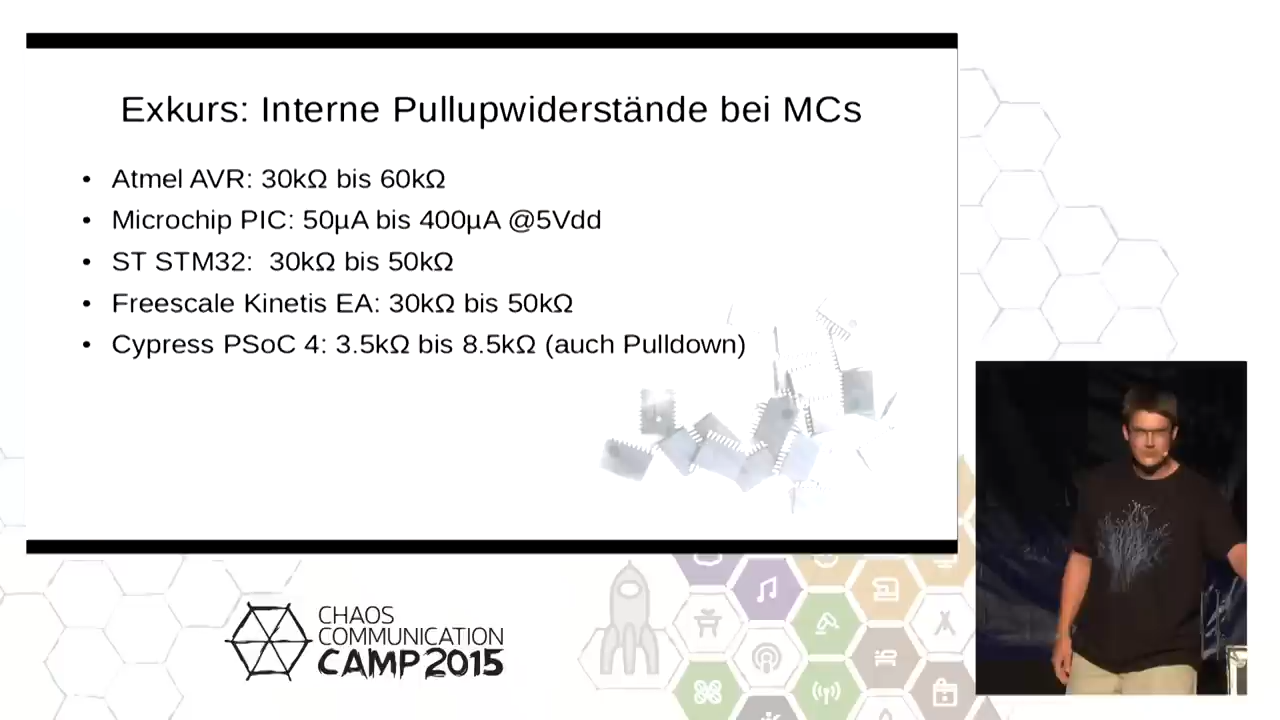 Exkurs: Interne Pullupwiderstände bei MCs
• Atmel AVR: 30kΩ bis 60kΩ
• Microchip PIC: 50µA bis 400µA @5Vdd
• ST STM32:  30kΩ bis 50kΩ
• Freescale Kinetis EA: 30kΩ bis 50kΩ
• Cypress PSoC 4: 3.5kΩ bis 8.5kΩ (auch Pulldown)
CHAOS
COMMUNICATION
CAMP 2015